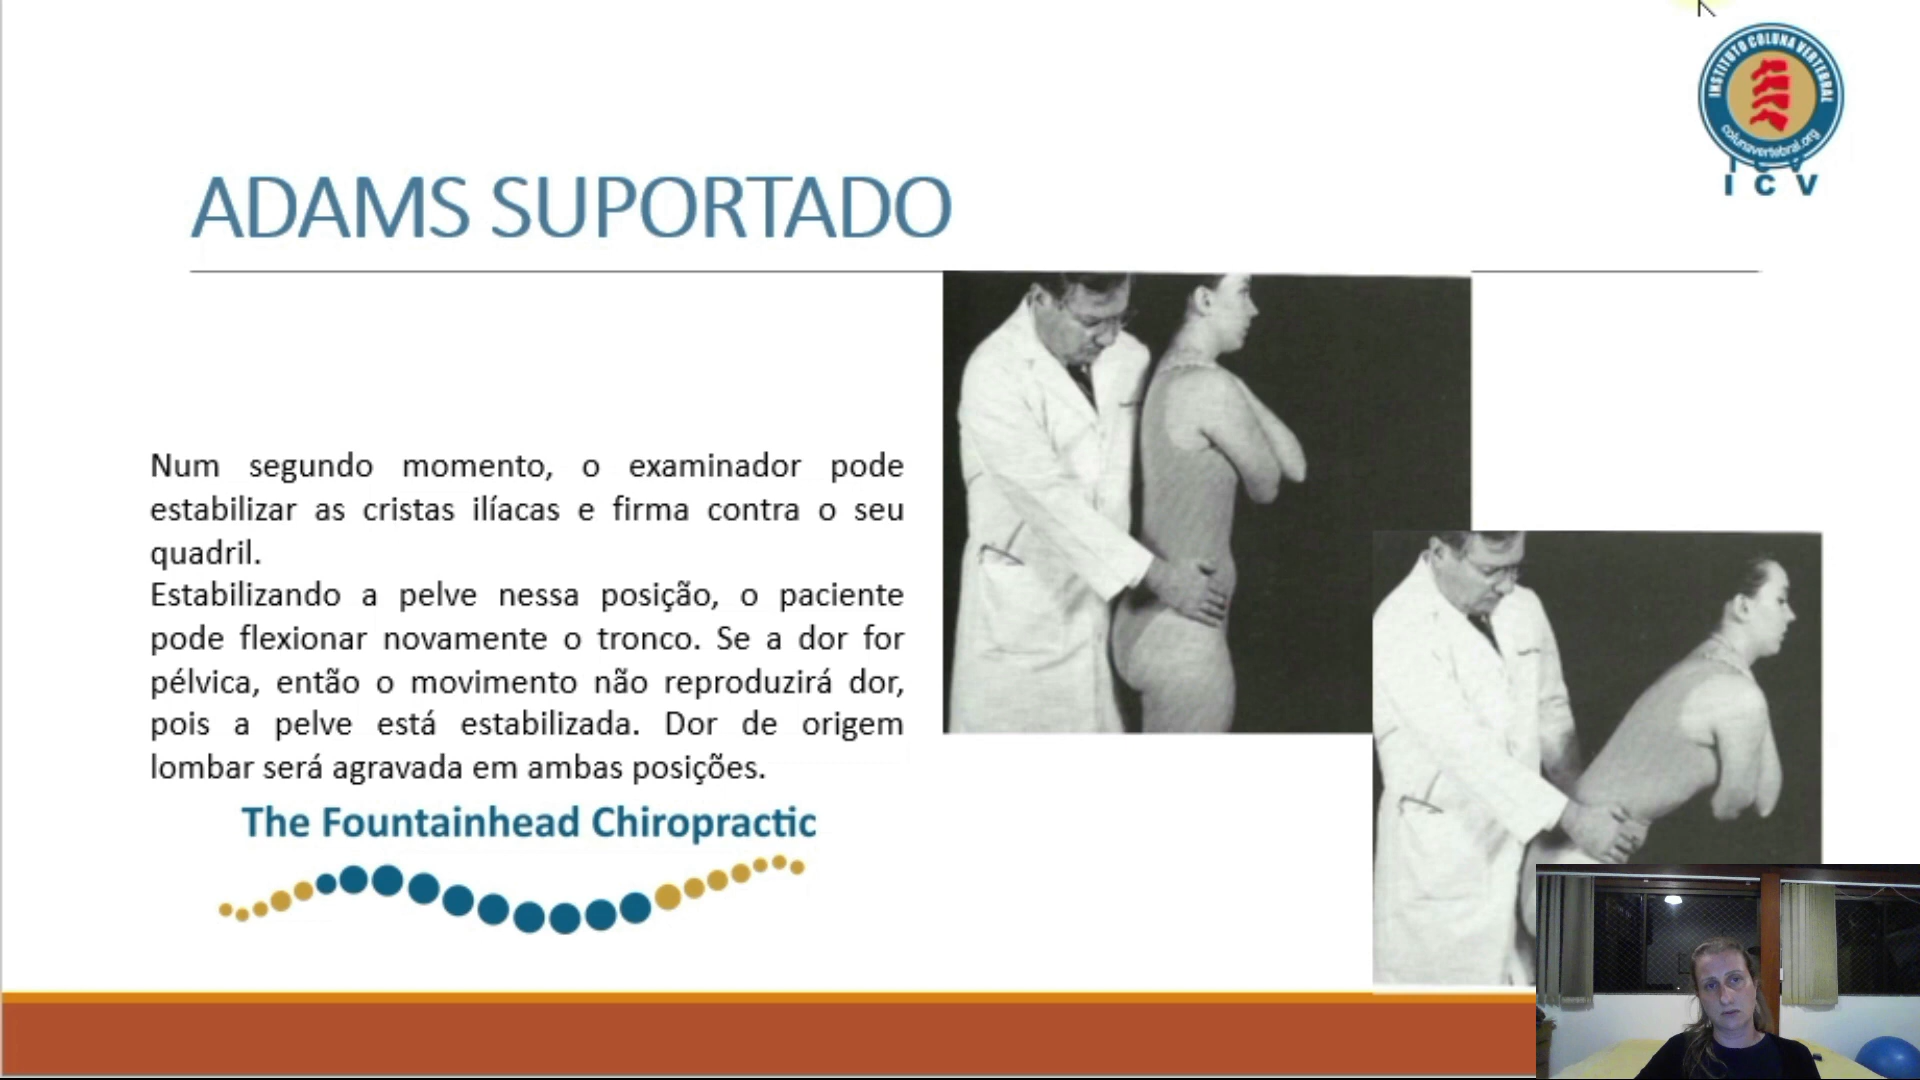 INSTITUTO COLUNA VERTEBRAL
colunavertebral.org
I C V
I C V
ADAMS SUPORTADO
Num segundo momento, o examinador pode
estabilizar as cristas ilíacas e firma contra o seu
quadril.
Estabilizando a pelve nessa posição, o paciente
pode flexionar novamente o tronco. Se a dor for
pélvica, então o movimento não reproduzirá dor,
pois a pelve está estabilizada. Dor de origem
lombar será agravada em ambas posições.
The Fountainhead Chiropractic